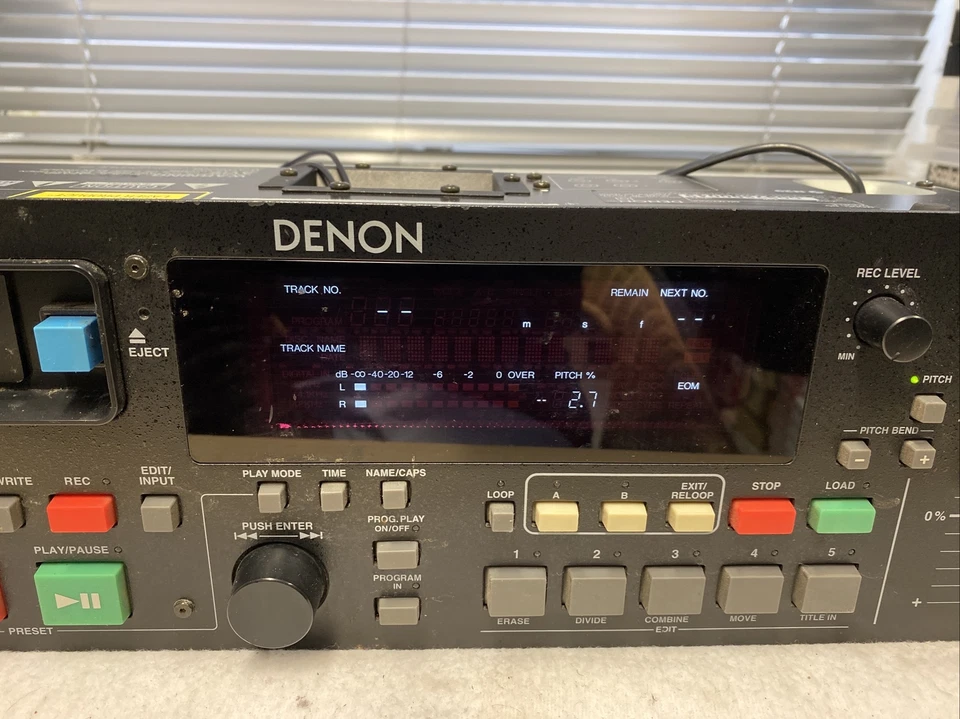 DENON
REC LEVEL
MIN
TRACK NO.
REMAIN NEXT NO.
-- --
m s f
TRACK NAME
dB -∞ -40 -20 -12 -6 -2 0 OVER PITCH %
L
R
-- 2.7
EOM
EJECT
PITCH
PITCH BEND
- +
WRITE
REC
EDIT/
INPUT
PLAY MODE
TIME
NAME/CAPS
LOOP
A
B
EXIT/
RELOOP
STOP
LOAD
0%
PUSH ENTER
PROG. PLAY
ON/OFF
PLAY/PAUSE
PROGRAM
IN
1 2 3 4 5
+
ERASE DIVIDE COMBINE MOVE TITLE IN
EDIT
PRESET